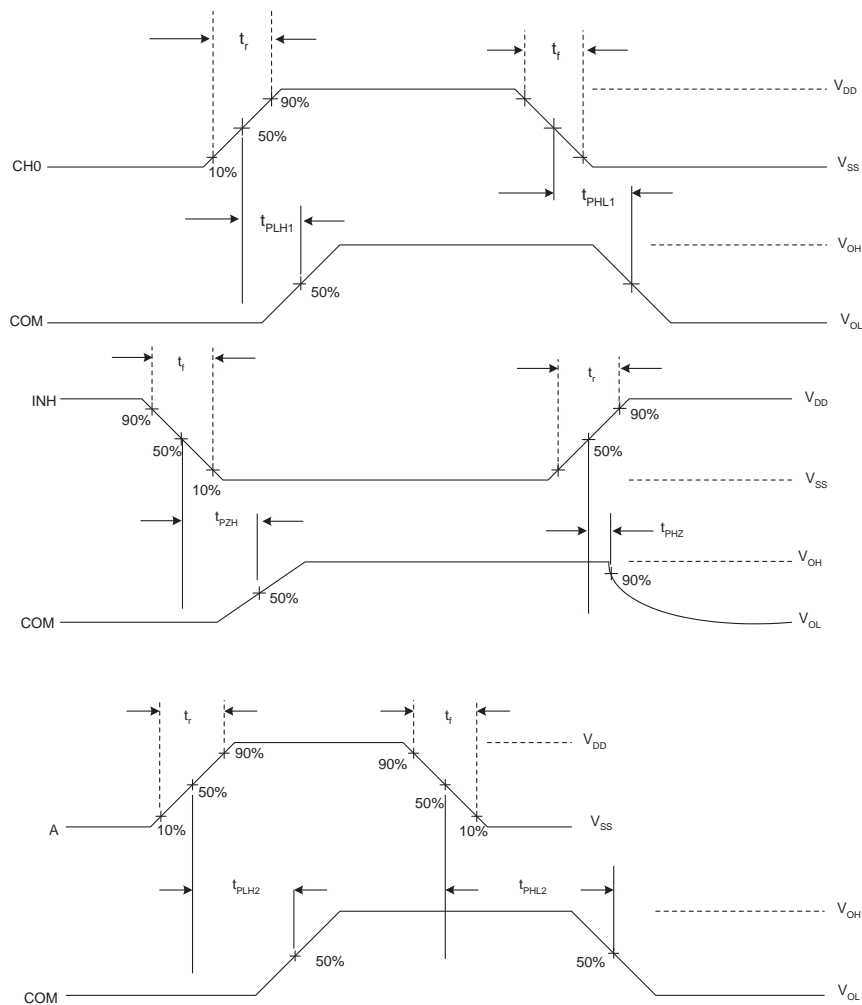 tr
tf
VDD
90%
50%
10%
CH0
VSS
tPLH1
tPHL1
VOH
50%
COM
VOL
tf
tr
INH
VDD
90%
90%
50%
50%
10%
VSS
tPZH
tPHZ
VOH
90%
50%
COM
VOL
tr
tf
VDD
90%
90%
50%
50%
A
10%
10%
VSS
tPLH2
tPHL2
VOH
50%
50%
COM
VOL